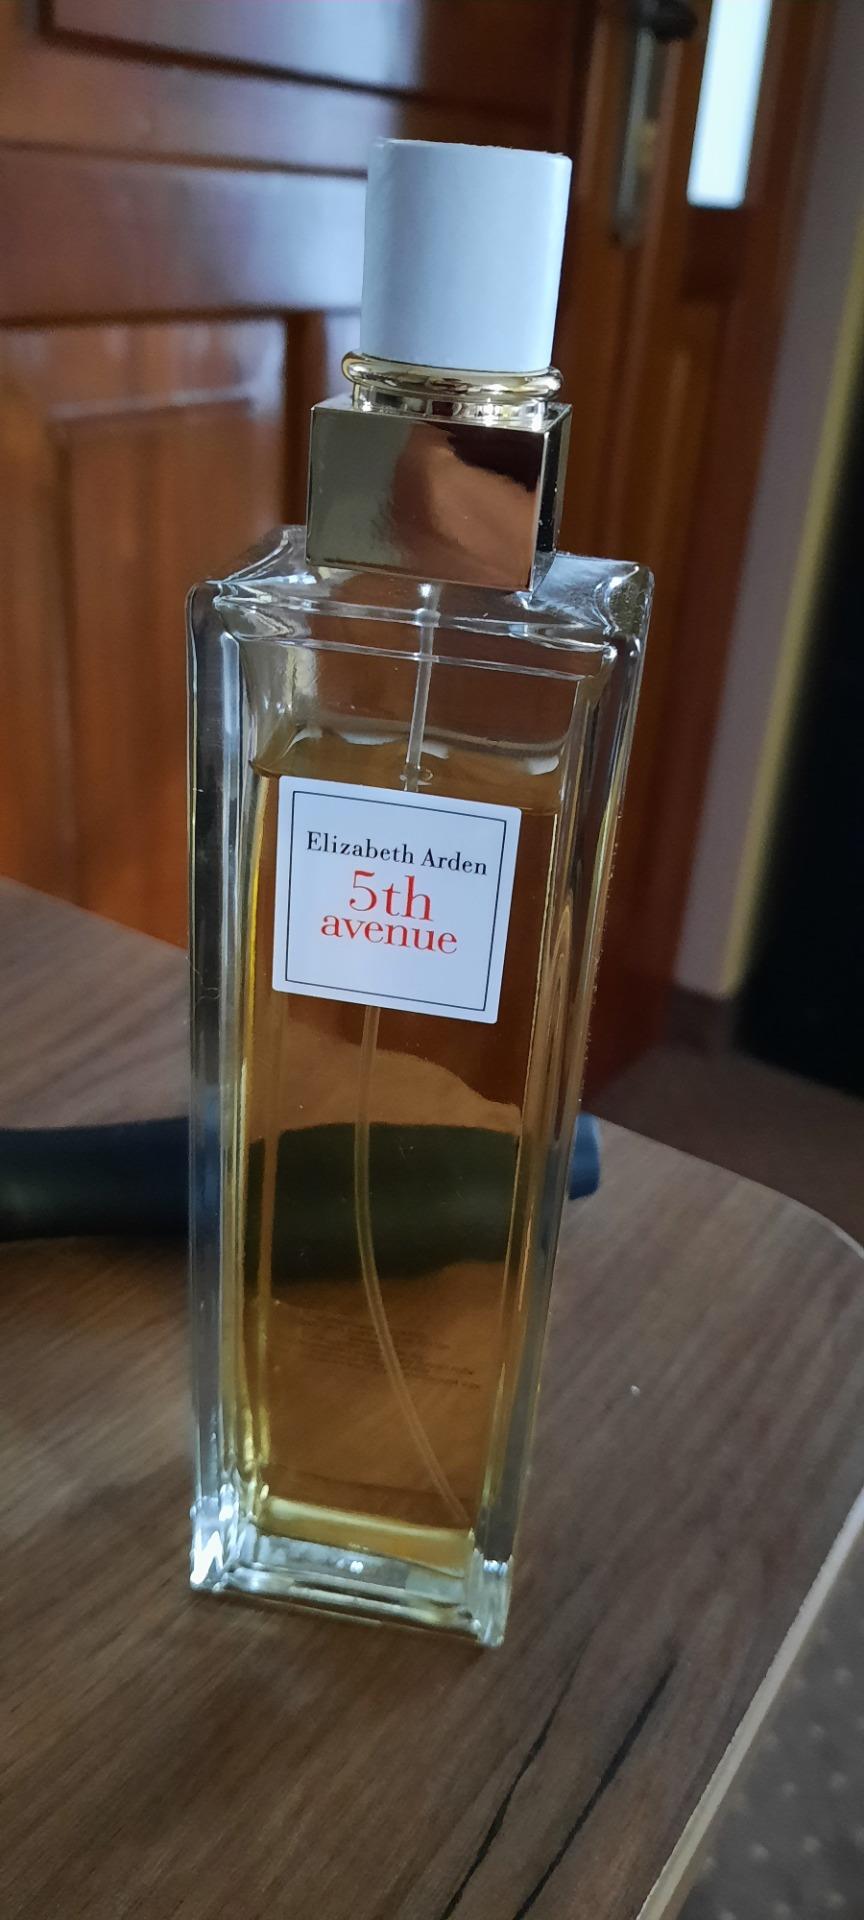 Elizabeth Arden
5th
avenue